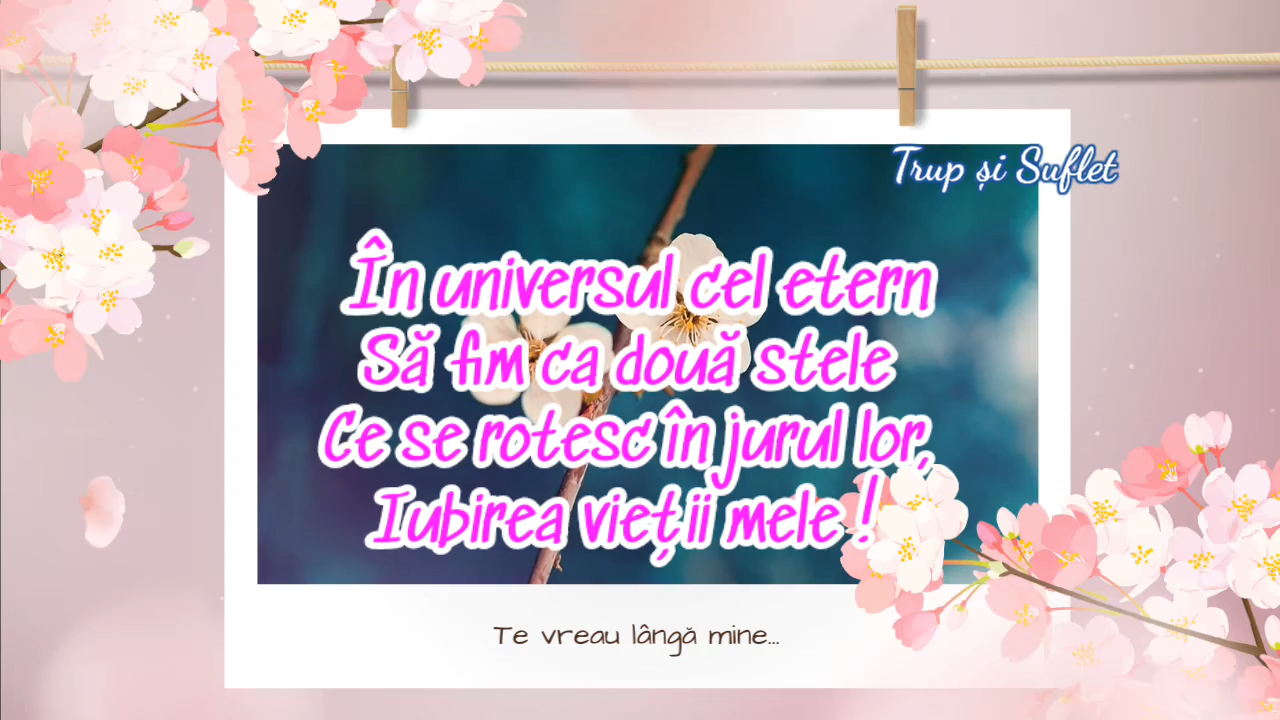 Trup și Suflet
În universul cel etern
Să fim ca două stele
Ce se rotesc în jurul lor,
Iubirea vieții mele !
Te vreau lângă mine...